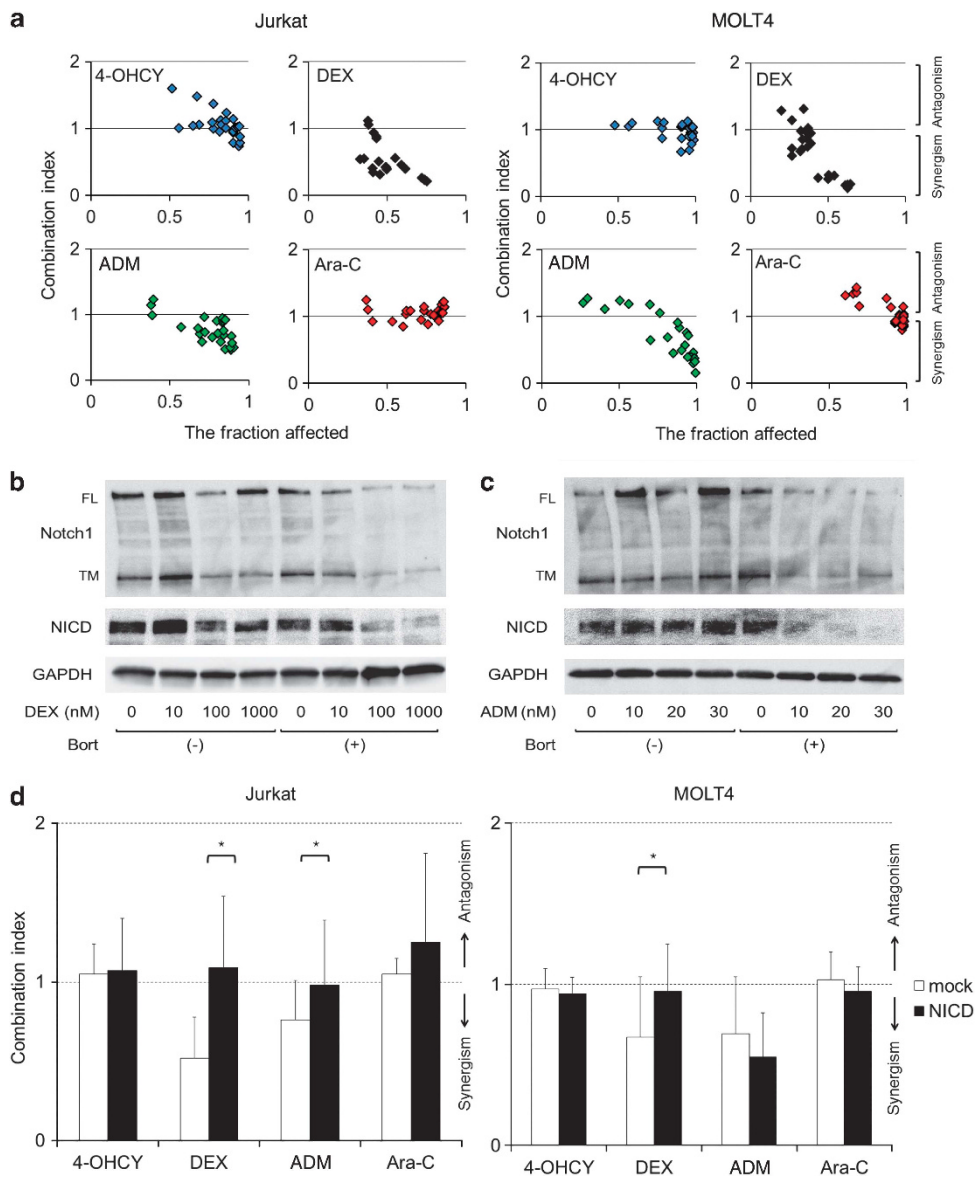 a
Jurkat
MOLT4
Combination index
2
1
0
0 0.5 1
4-OHCY
2
1
0
0 0.5 1
DEX
2
1
0
0 0.5 1
ADM
2
1
0
0 0.5 1
Ara-C
The fraction affected
Combination index
2
1
0
0 0.5 1
4-OHCY
2
1
0
0 0.5 1
DEX
Antagonism
Synergism
2
1
0
0 0.5 1
ADM
2
1
0
0 0.5 1
Ara-C
Antagonism
Synergism
The fraction affected
b
FL
Notch1
TM
NICD
GAPDH
DEX (nM) 0 10 100 1000 0 10 100 1000
Bort (-) (+)
c
FL
Notch1
TM
NICD
GAPDH
ADM (nM) 0 10 20 30 0 10 20 30
Bort (-) (+)
d
Jurkat
Combination index
2
1
0
* *
4-OHCY DEX ADM Ara-C
Antagonism
Synergism
MOLT4
2
1
0
*
4-OHCY DEX ADM Ara-C
Antagonism
Synergism
mock
NICD